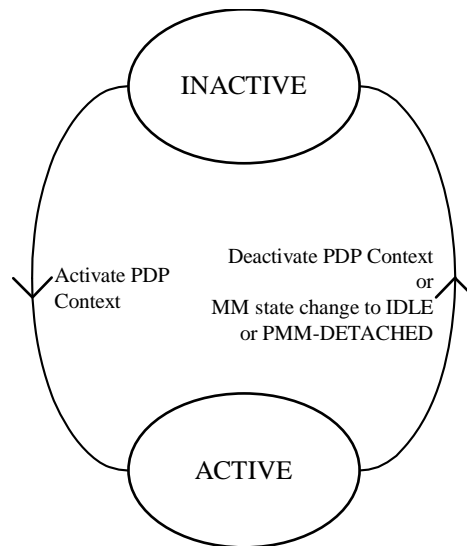 INACTIVE
Activate PDP
Context
Deactivate PDP Context
or
MM state change to IDLE
or PMM-DETACHED
ACTIVE